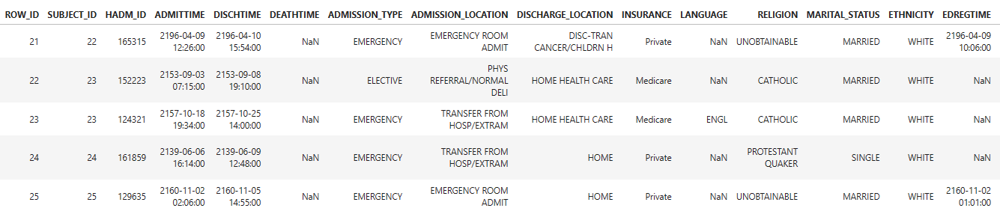 ROW_ID SUBJECT_ID HADM_ID ADMITTIME DISCHTIME DEATHTIME ADMISSION_TYPE ADMISSION_LOCATION DISCHARGE_LOCATION INSURANCE LANGUAGE RELIGION MARITAL_STATUS ETHNICITY EDREGTIME
2196-04-09 2196-04-10 EMERGENCY ROOM DISC-TRAN 2196-04-09
21 22 165315 NaN EMERGENCY Private NaN UNOBTAINABLE MARRIED WHITE
12:26:00 15:54:00 ADMIT CANCER/CHLDRN H 10:06:00
PHYS
2153-09-03 2153-09-08
22 23 152223 NaN ELECTIVE REFERRAL/NORMAL HOME HEALTH CARE Medicare NaN CATHOLIC MARRIED WHITE NaN
07:15:00 19:10:00
DELI
2157-10-18 2157-10-25 TRANSFER FROM
23 23 124321 NaN EMERGENCY HOME HEALTH CARE Medicare ENGL CATHOLIC MARRIED WHITE NaN
19:34:00 14:00:00 HOSP/EXTRAM
2139-06-06 2139-06-09 TRANSFER FROM PROTESTANT
24 24 161859 NaN EMERGENCY HOME Private NaN SINGLE WHITE NaN
16:14:00 12:48:00 HOSP/EXTRAM QUAKER
2160-11-02 2160-11-05 EMERGENCY ROOM 2160-11-02
25 25 129635 NaN EMERGENCY HOME Private NaN UNOBTAINABLE MARRIED WHITE
02:06:00 14:55:00 ADMIT 01:01:00